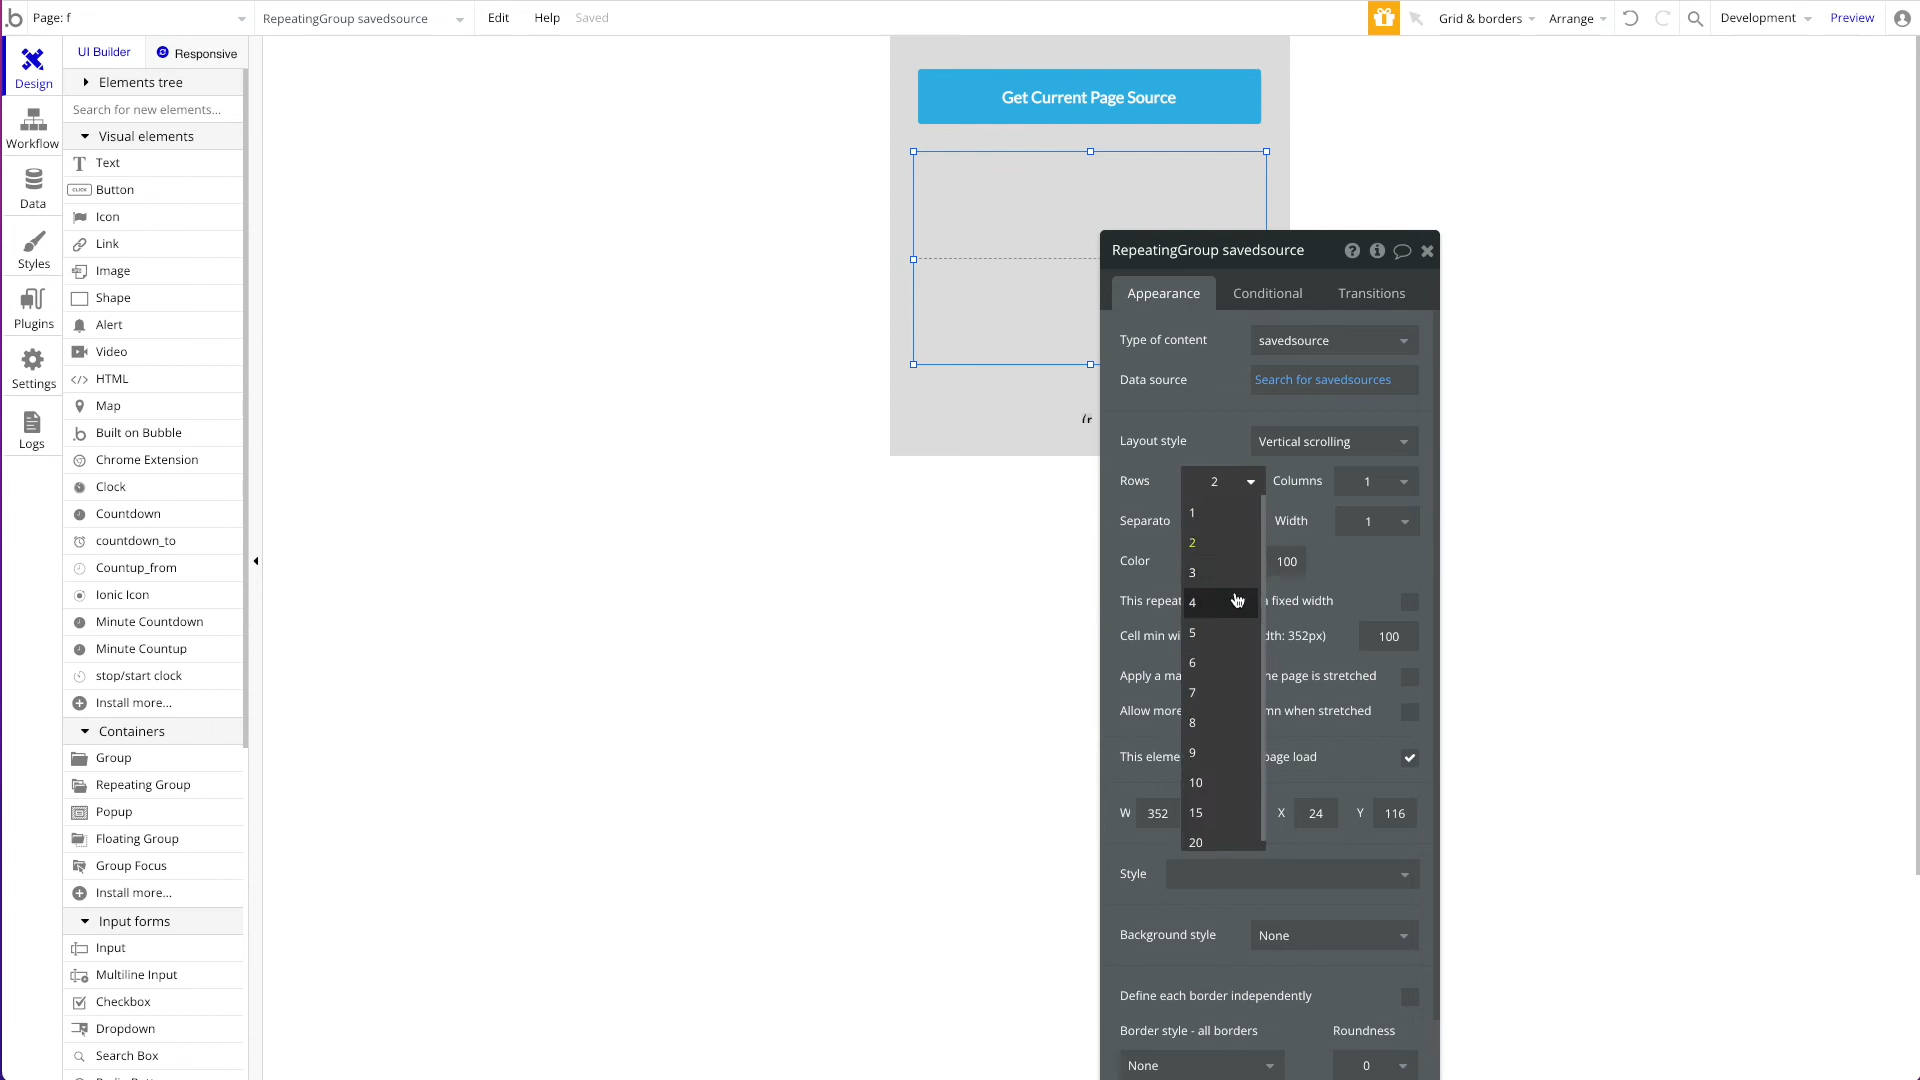 b Page: f RepeatingGroup savedsource Edit Help Saved Grid & borders Arrange Development Preview
UI Builder Responsive
Design
Workflow
Data
Styles
Plugins
Settings
Logs
Elements tree
Search for new elements...
Visual elements
Text
CLICK Button
Icon
Link
Image
Shape
Alert
Video
</> HTML
Map
b Built on Bubble
Chrome Extension
Clock
Countdown
countdown_to
Countup_from
Ionic Icon
Minute Countdown
Minute Countup
stop/start clock
Install more...
Containers
Group
Repeating Group
Popup
Floating Group
Group Focus
Install more...
Input forms
Input
Multiline Input
Checkbox
Dropdown
Search Box
Get Current Page Source
(r
RepeatingGroup savedsource
Appearance Conditional Transitions
Type of content savedsource
Data source Search for savedsources
Layout style Vertical scrolling
Rows 2 Columns 1
Separato Width 1
Color 100
This repeat a fixed width
Cell min wi dth: 352px) 100
Apply a ma he page is stretched
Allow more mn when stretched
This eleme page load
W 352 X 24 Y 116
1
2
3
4
5
6
7
8
9
10
15
20
Style
Background style None
Define each border independently
Border style - all borders Roundness
None 0